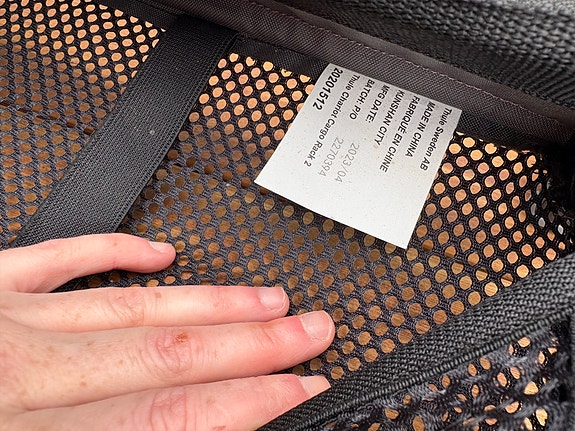 Thule Sweden AB
MADE IN CHINA
FABRIQUE EN CHINE
KUNSHAN CITY
MFG DATE: 2023 / 04
BATCH- P/O 2270394
Thule Chariot Cargo Rack 2
20201512